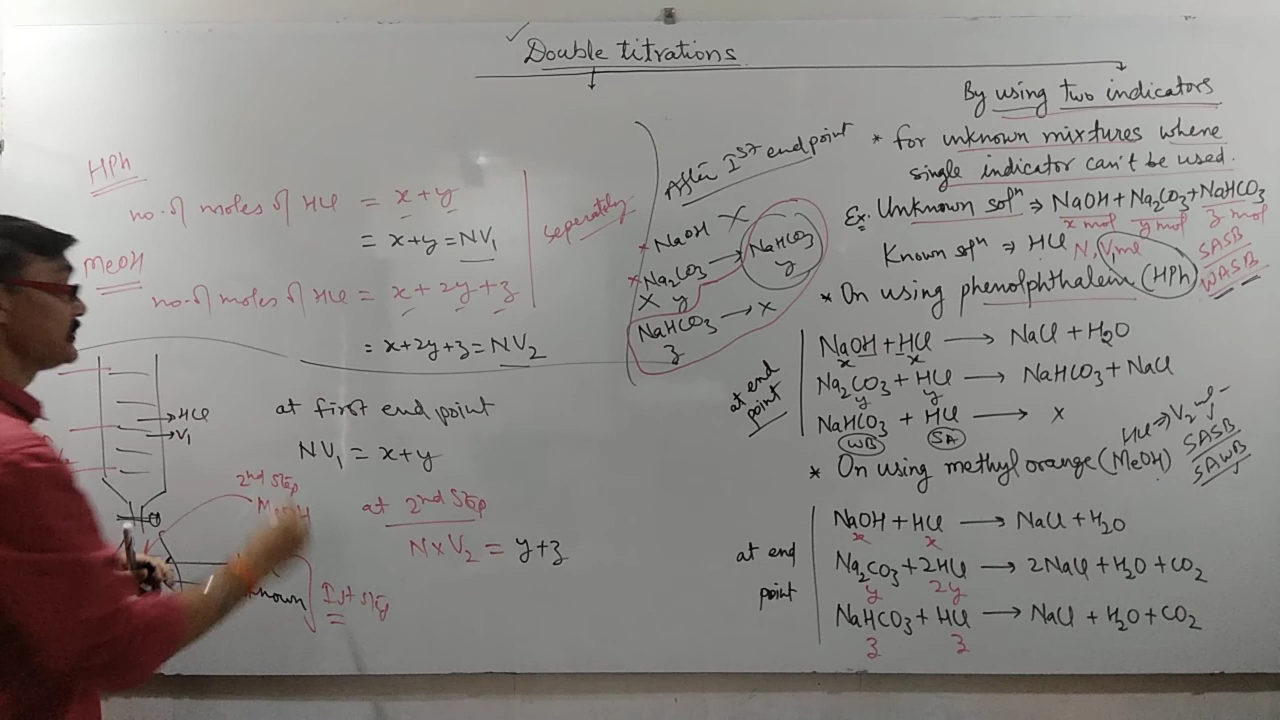 Double titrations
By using two indicators
* for unknown mixtures where
single indicator can't be used.
Ex: Unknown solⁿ ⇒ NaOH + Na2CO3 + NaHCO3
x mol y mol z mol
Known solⁿ ⇒ HCl N, V1 ml
SASB
WASB
* On using phenolphthalein (HPh)
at end
point
NaOH + HCl → NaCl + H2O
x x
Na2CO3 + HCl → NaHCO3 + NaCl
y y
NaHCO3 + HCl → x
WB SA
HCl ⇒ V2 ml
SASB
SAWB
* On using methyl orange (MeOH)
at end
point
NaOH + HCl → NaCl + H2O
x x
Na2CO3 + 2HCl → 2NaCl + H2O + CO2
y 2y
NaHCO3 + HCl → NaCl + H2O + CO2
z z
HPh
no. of moles of HCl = x + y
= x + y = NV1
MeOH
no. of moles of HCl = x + 2y + z
= x + 2y + z = NV2
seperately
After Ist endpoint
* NaOH X
* Na2CO3 → NaHCO3
X y y
NaHCO3 → x
z
at first end point
NV1 = x + y
at 2nd step
N x V2 = y + z
HCl
V1
2nd step
MeOH
known
Ist step